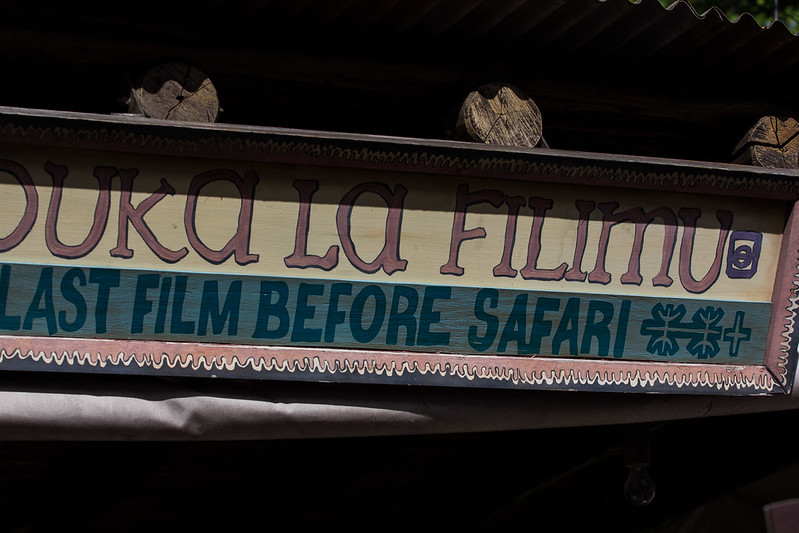 DUKa La FiLimu
LAST FILM BEFORE SAFARI